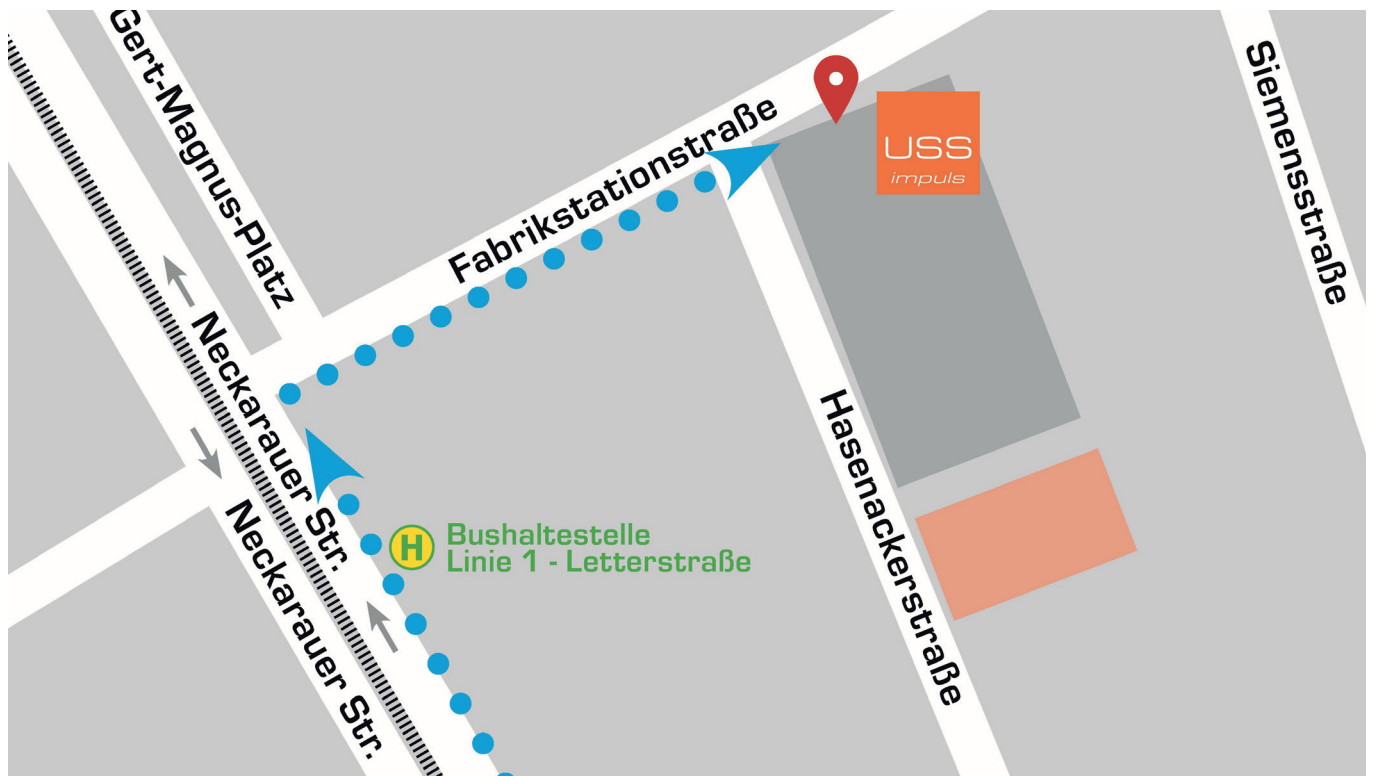 Gert-Magnus-Platz
Fabrikstationstraße
USS
impuls
Siemensstraße
Neckarauer Str.
Neckarauer Str.
H
Bushaltestelle
Linie 1 - Letterstraße
Hasenackerstraße